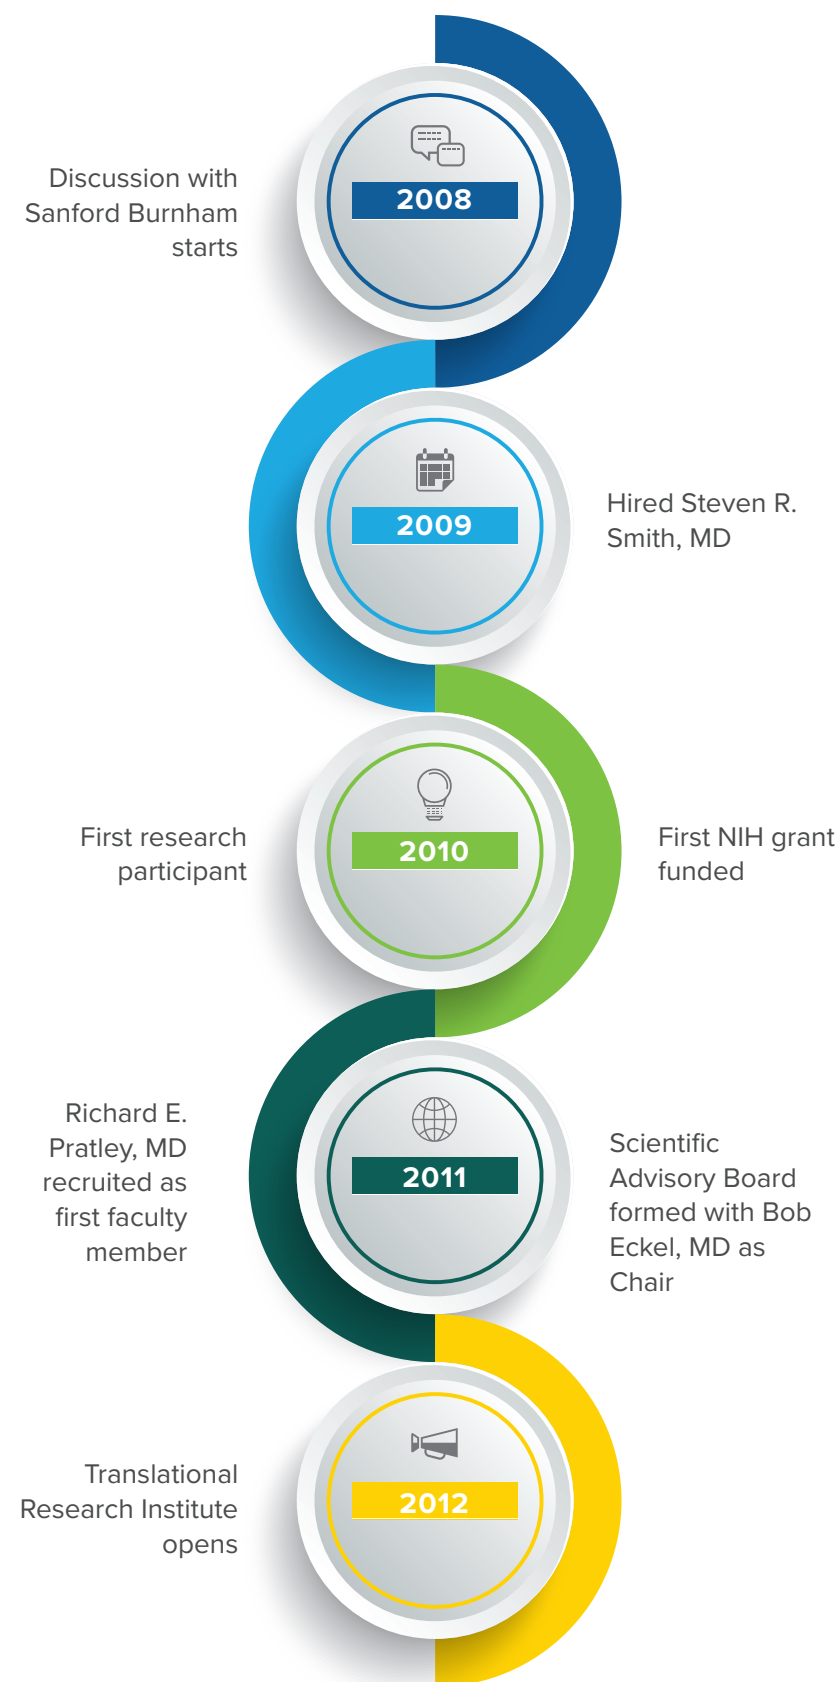 Discussion with
Sanford Burnham
starts
2008
2009
Hired Steven R.
Smith, MD
First research
participant
2010
First NIH grant
funded
Richard E.
Pratley, MD
recruited as
first faculty
member
2011
Scientific
Advisory Board
formed with Bob
Eckel, MD as
Chair
Translational
Research Institute
opens
2012